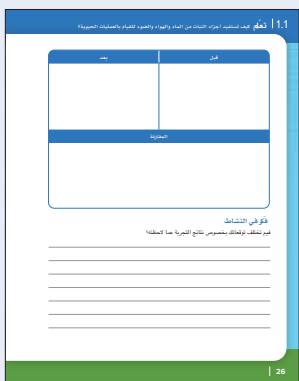 1.1 | تعلّم كيف تستفيد أجزاء النبات من الماء والهواء والضوء للقيام بالعمليات الحيوية؟
قبل
بعد
المقارنة
فكّر في النشاط
فيم تختلف توقعاتك بخصوص نتائج التجربة عما لاحظته؟
26